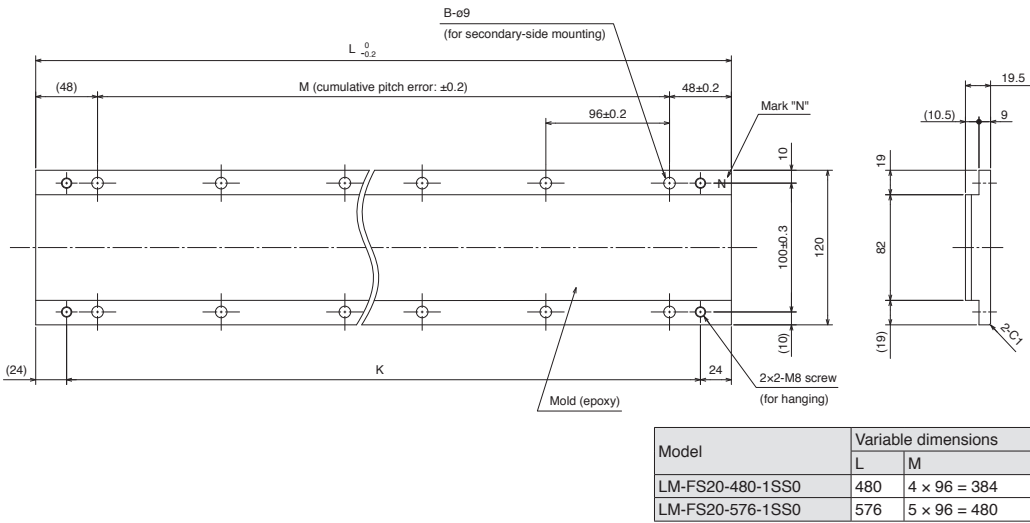 B-ø9
(for secondary-side mounting)
L 0 -0.2
(48)
M (cumulative pitch error: ±0.2)
48±0.2
96±0.2
Mark "N"
N
10
100±0.3
120
(10)
(24)
K
24
Mold (epoxy)
2×2-M8 screw
(for hanging)
19.5
(10.5)
9
19
82
(19)
2-C1
Model Variable dimensions
L M
LM-FS20-480-1SS0 480 4 × 96 = 384
LM-FS20-576-1SS0 576 5 × 96 = 480